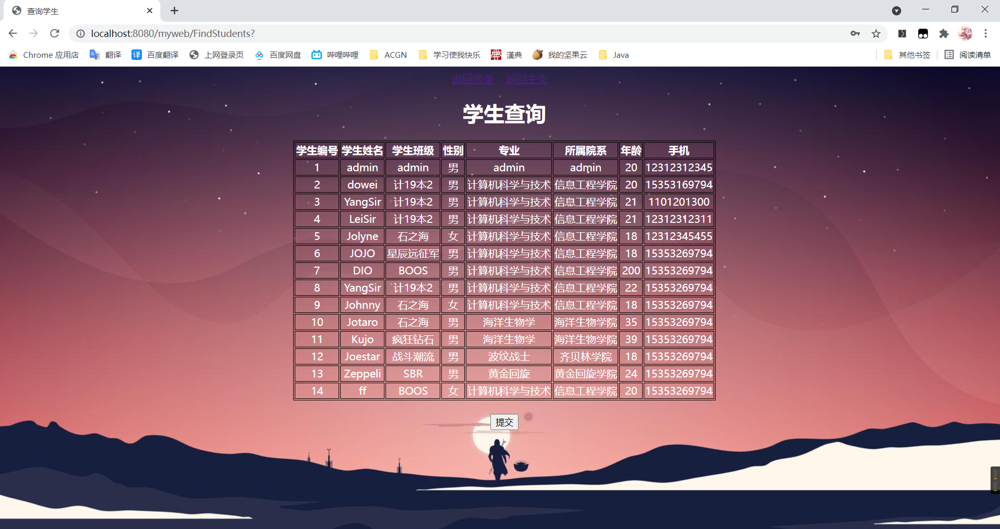 查询学生
localhost:8080/myweb/FindStudents?
Chrome 应用店 翻译 百度翻译 上网登录页 百度网盘 哔哩哔哩 ACGN 学习使我快乐 漢典 我的坚果云 Java 其他书签 阅读清单
返回登录 返回主页
学生查询
学生编号 学生姓名 学生班级 性别 专业 所属院系 年龄 手机
1 admin admin 男 admin admin 20 12312312345
2 dowei 计19本2 男 计算机科学与技术 信息工程学院 20 15353169794
3 YangSir 计19本2 男 计算机科学与技术 信息工程学院 21 1101201300
4 LeiSir 计19本2 男 计算机科学与技术 信息工程学院 21 12312312311
5 Jolyne 石之海 女 计算机科学与技术 信息工程学院 18 12312345455
6 JOJO 星辰远征军 男 计算机科学与技术 信息工程学院 18 15353269794
7 DIO BOOS 男 计算机科学与技术 信息工程学院 200 15353269794
8 YangSir 计19本2 男 计算机科学与技术 信息工程学院 22 15353269794
9 Johnny 石之海 女 计算机科学与技术 信息工程学院 18 15353269794
10 Jotaro 石之海 男 海洋生物学 海洋生物学院 35 15353269794
11 Kujo 疯狂钻石 男 海洋生物学 海洋生物学院 39 15353269794
12 Joestar 战斗潮流 男 波纹战士 齐贝林学院 18 15353269794
13 Zeppeli SBR 男 黄金回旋 黄金回旋学院 24 15353269794
14 ff BOOS 女 计算机科学与技术 信息工程学院 20 15353269794
提交